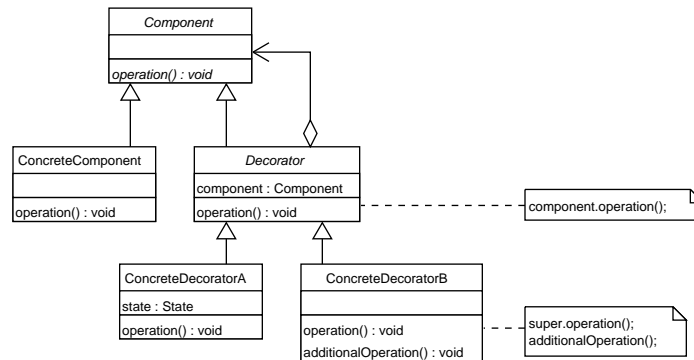 Component
operation() : void
ConcreteComponent
operation() : void
Decorator
component : Component
operation() : void
component.operation();
ConcreteDecoratorA
state : State
operation() : void
ConcreteDecoratorB
operation() : void
additionalOperation() : void
super.operation();
additionalOperation();